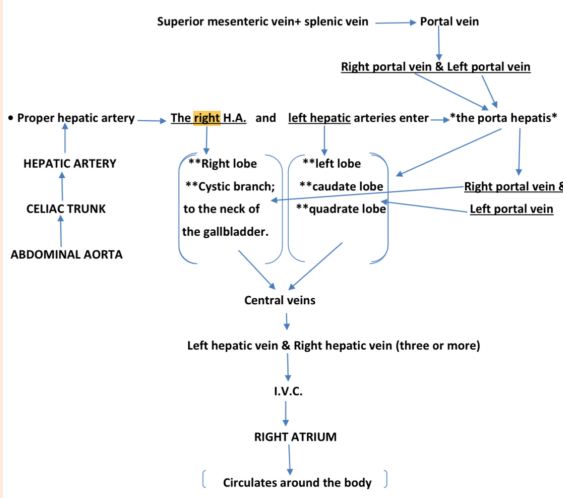 Superior mesenteric vein+ splenic vein Portal vein
Right portal vein & Left portal vein
• Proper hepatic artery The right H.A. and left hepatic arteries enter *the porta hepatis*
HEPATIC ARTERY **Right lobe **left lobe
**Cystic branch; **caudate lobe Right portal vein &
CELIAC TRUNK to the neck of **quadrate lobe Left portal vein
the gallbladder.
ABDOMINAL AORTA
Central veins
Left hepatic vein & Right hepatic vein (three or more)
I.V.C.
RIGHT ATRIUM
Circulates around the body